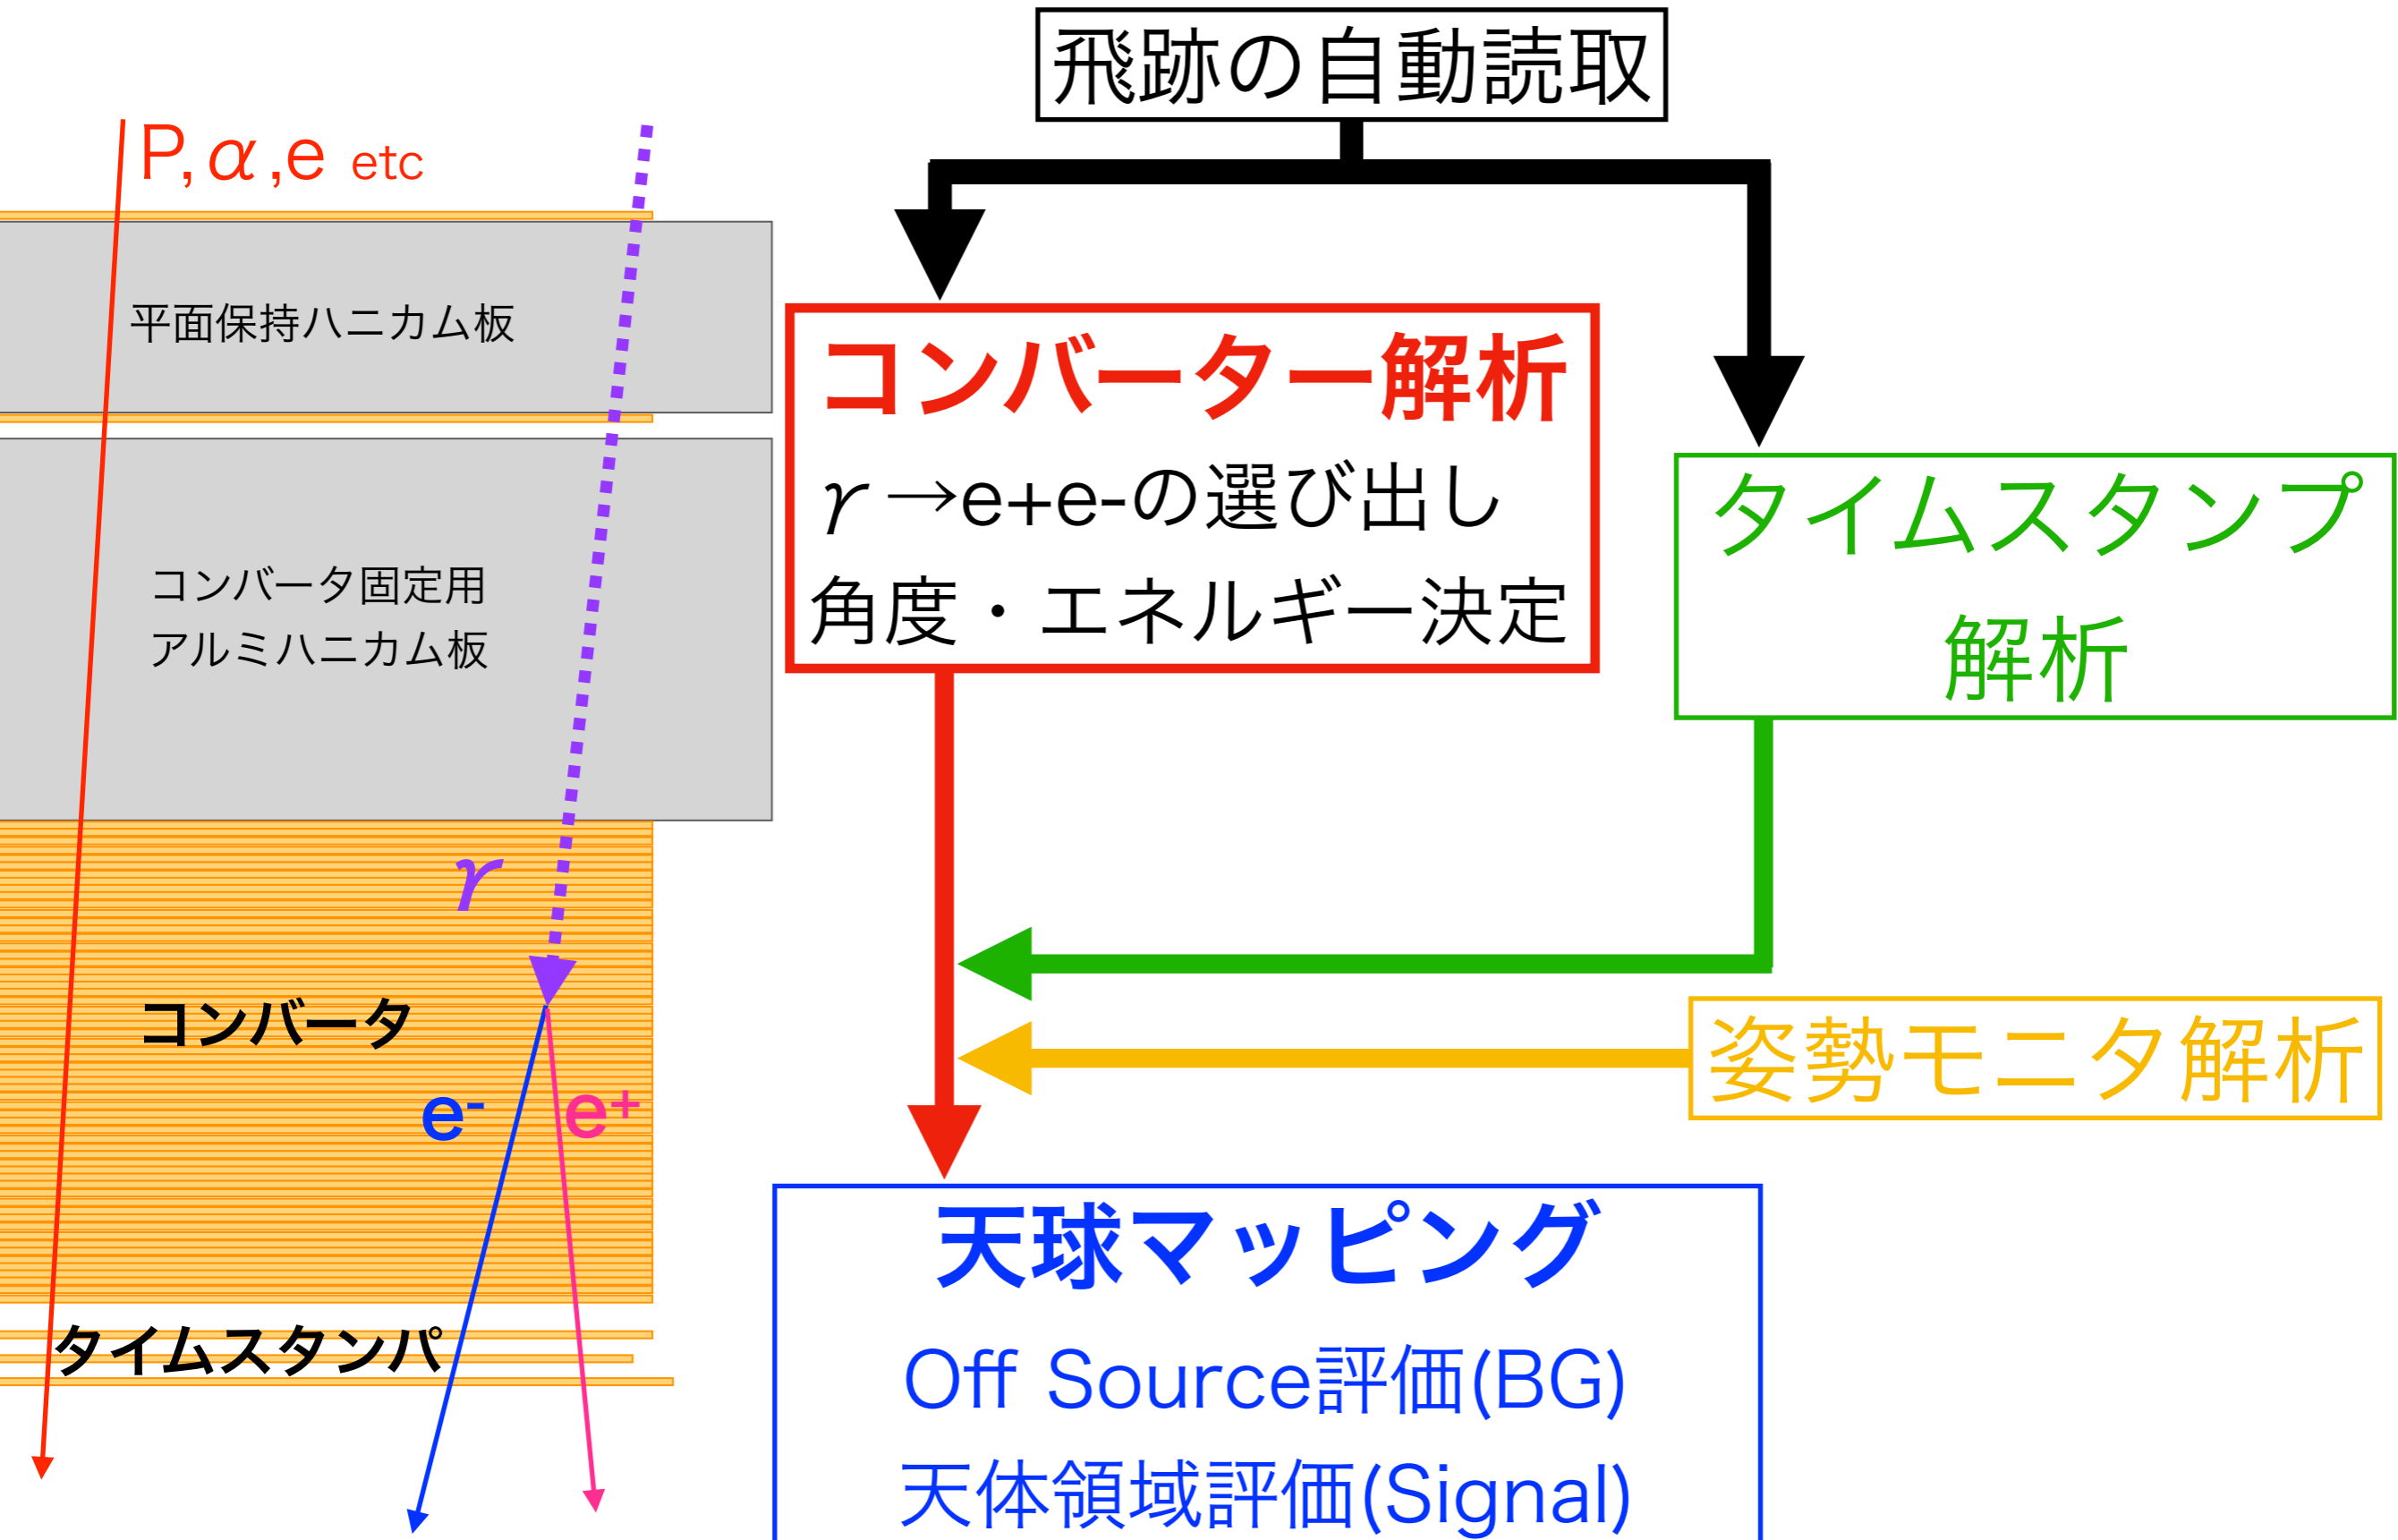 飛跡の自動読取
P,α,e etc
平面保持ハニカム板
コンバータ固定用
アルミハニカム板
γ
コンバータ
e-
e+
タイムスタンパ
コンバーター解析
γ→e+e-の選び出し
角度・エネルギー決定
タイムスタンプ
解析
姿勢モニタ解析
天球マッピング
Off Source評価(BG)
天体領域評価(Signal)